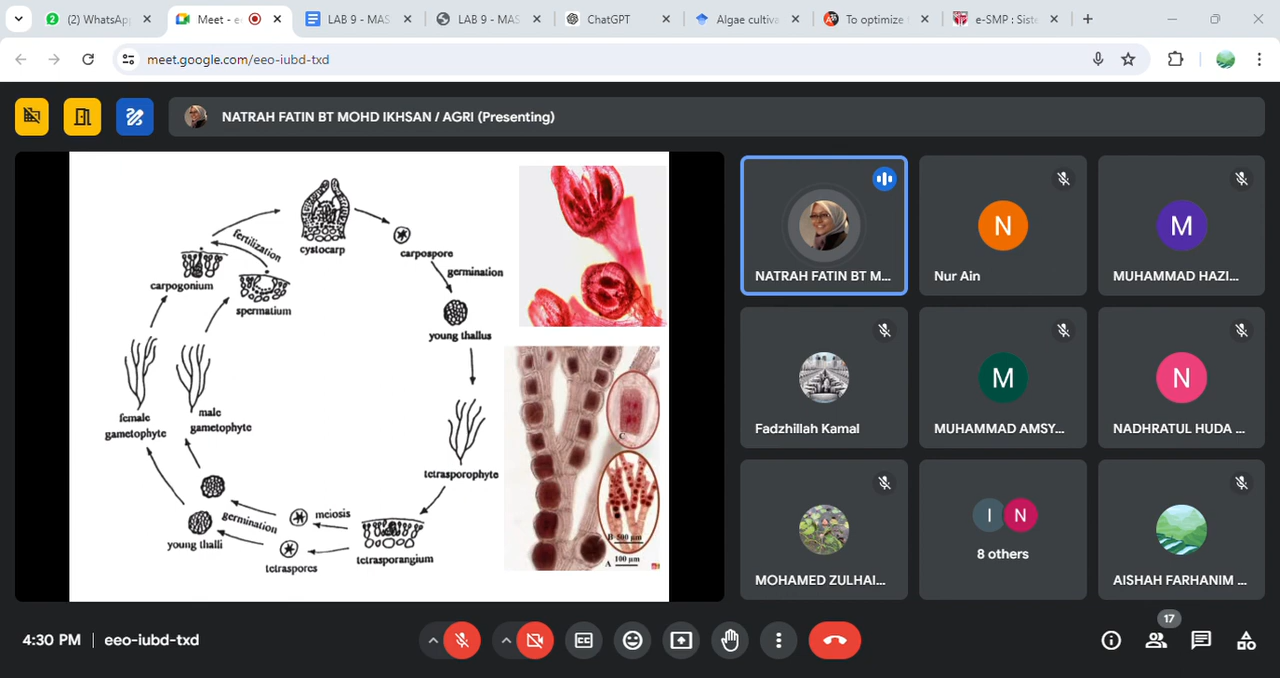 (2) WhatsApp
Meet - ee
LAB 9 - MAS
LAB 9 - MAS
ChatGPT
Algae cultiva
To optimize
e-SMP : Siste
meet.google.com/eeo-iubd-txd
NATRAH FATIN BT MOHD IKHSAN / AGRI (Presenting)
cystocarp
carpospore
germination
young thallus
tetrasporophyte
tetrasporangium
meiosis
tetraspores
germination
young thalli
female
gametophyte
male
gametophyte
carpogonium
spermatium
fertilization
C
B 500 µm
A 100 µm
NATRAH FATIN BT M...
N
Nur Ain
M
MUHAMMAD HAZI...
Fadzhillah Kamal
M
MUHAMMAD AMSY...
N
NADHRATUL HUDA ...
MOHAMED ZULHAI...
I
N
8 others
AISHAH FARHANIM ...
4:30 PM
eeo-iubd-txd
17